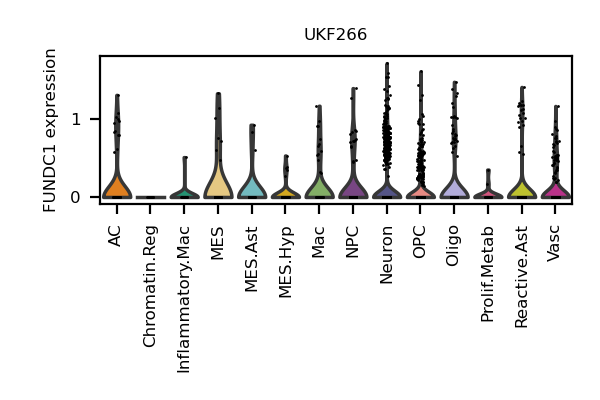 UKF266
FUNDC1 expression
1
0
AC
Chromatin.Reg
Inflammatory.Mac
MES
MES.Ast
MES.Hyp
Mac
NPC
Neuron
OPC
Oligo
Prolif.Metab
Reactive.Ast
Vasc